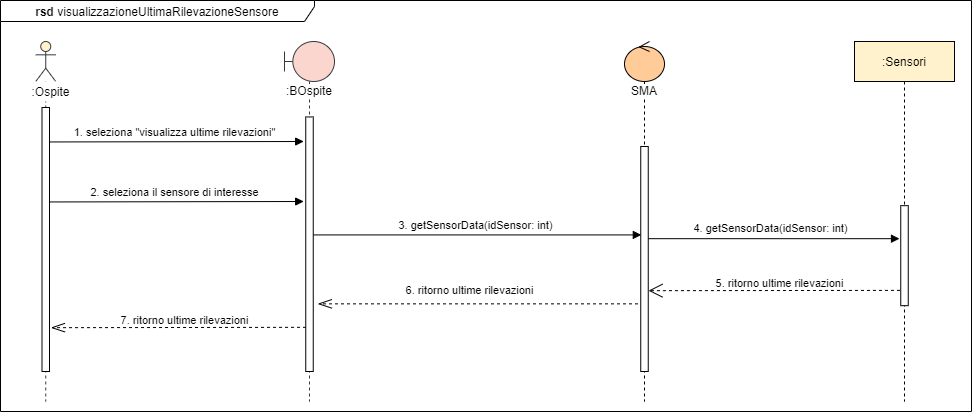 rsd visualizzazioneUltimaRilevazioneSensore
:Ospite
:BOspite
SMA
:Sensori
1. seleziona "visualizza ultime rilevazioni"
2. seleziona il sensore di interesse
3. getSensorData(idSensor: int)
4. getSensorData(idSensor: int)
5. ritorno ultime rilevazioni
6. ritorno ultime rilevazioni
7. ritorno ultime rilevazioni